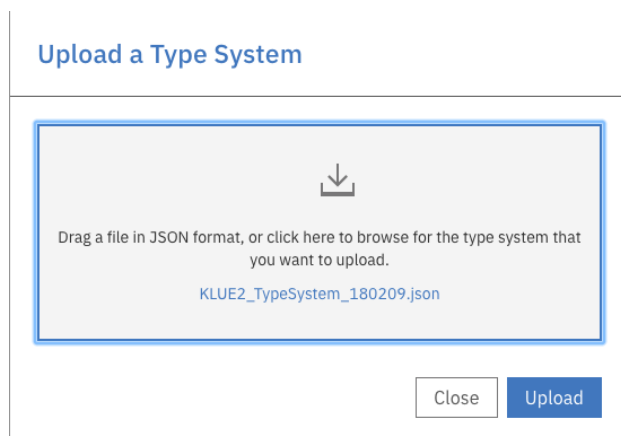 Upload a Type System
Drag a file in JSON format, or click here to browse for the type system that
you want to upload.
KLUE2_TypeSystem_180209.json
Close
Upload